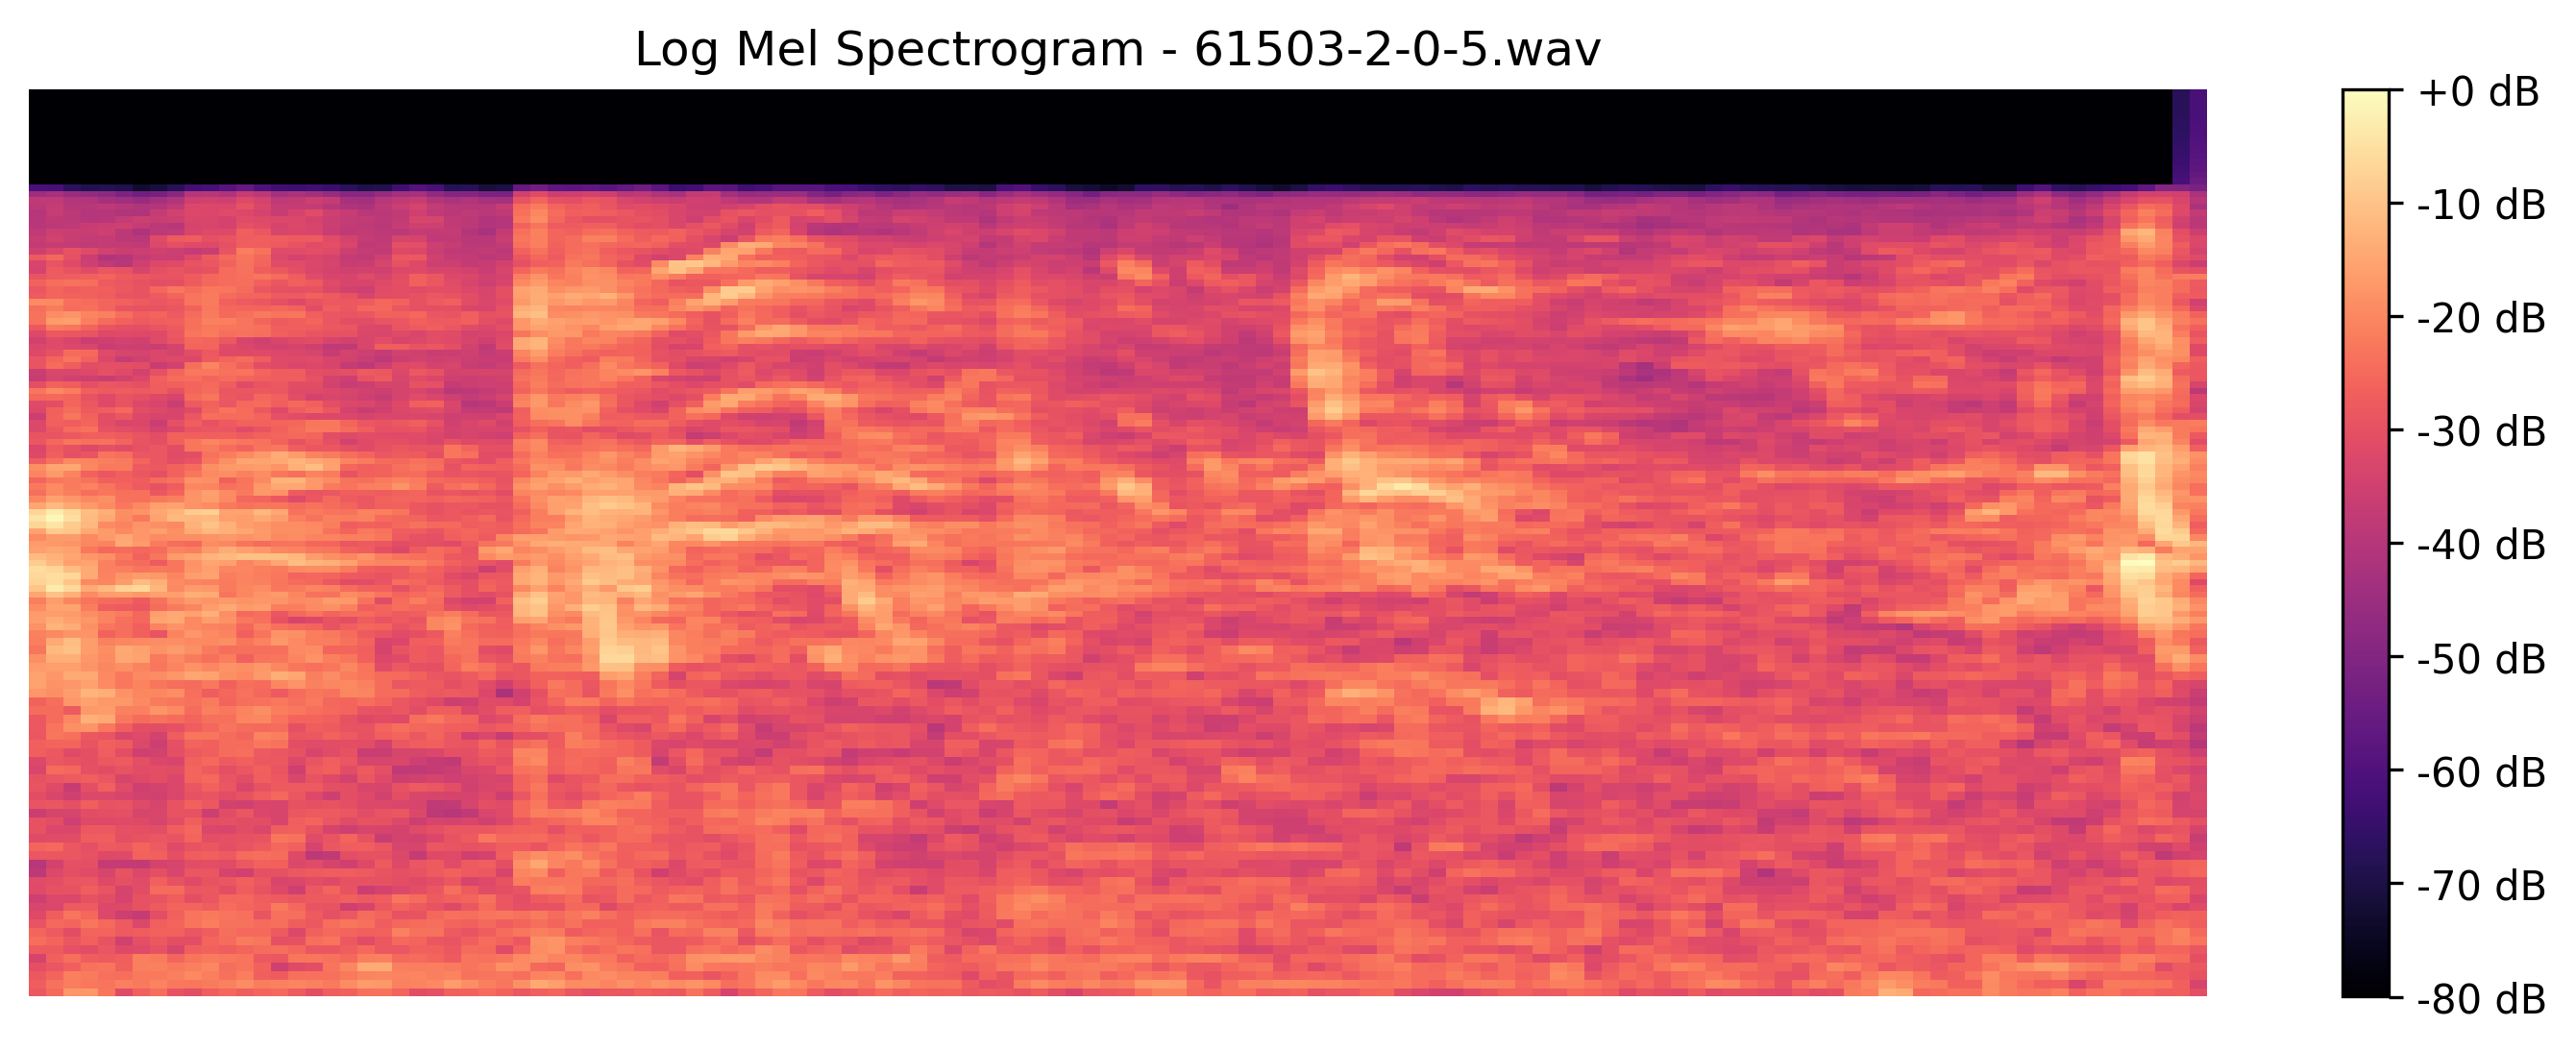 Log Mel Spectrogram - 61503-2-0-5.wav
+0 dB
-10 dB
-20 dB
-30 dB
-40 dB
-50 dB
-60 dB
-70 dB
-80 dB